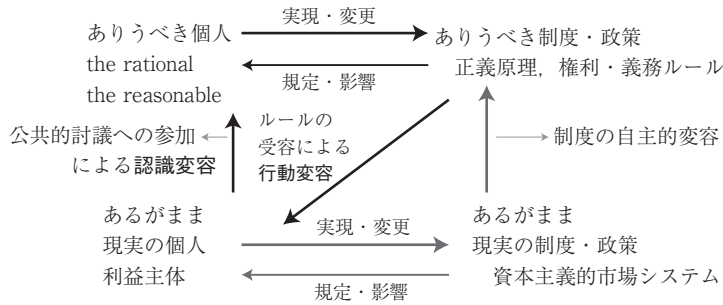 ありうべき個人
the rational
the reasonable
実現・変更
規定・影響
ありうべき制度・政策
正義原理，権利・義務ルール
公共的討議への参加
による認識変容
ルールの
受容による
行動変容
制度の自主的変容
あるがまま
現実の個人
利益主体
実現・変更
規定・影響
あるがまま
現実の制度・政策
資本主義的市場システム